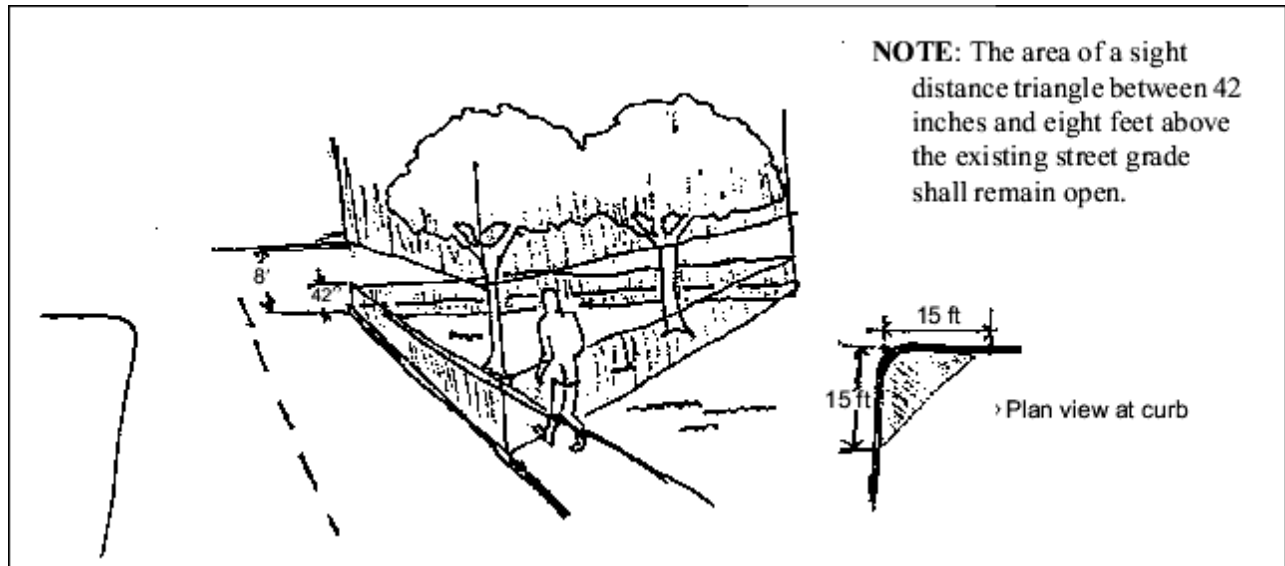 NOTE: The area of a sight
distance triangle between 42
inches and eight feet above
the existing street grade
shall remain open.
8'
42"
15 ft
15 ft
Plan view at curb